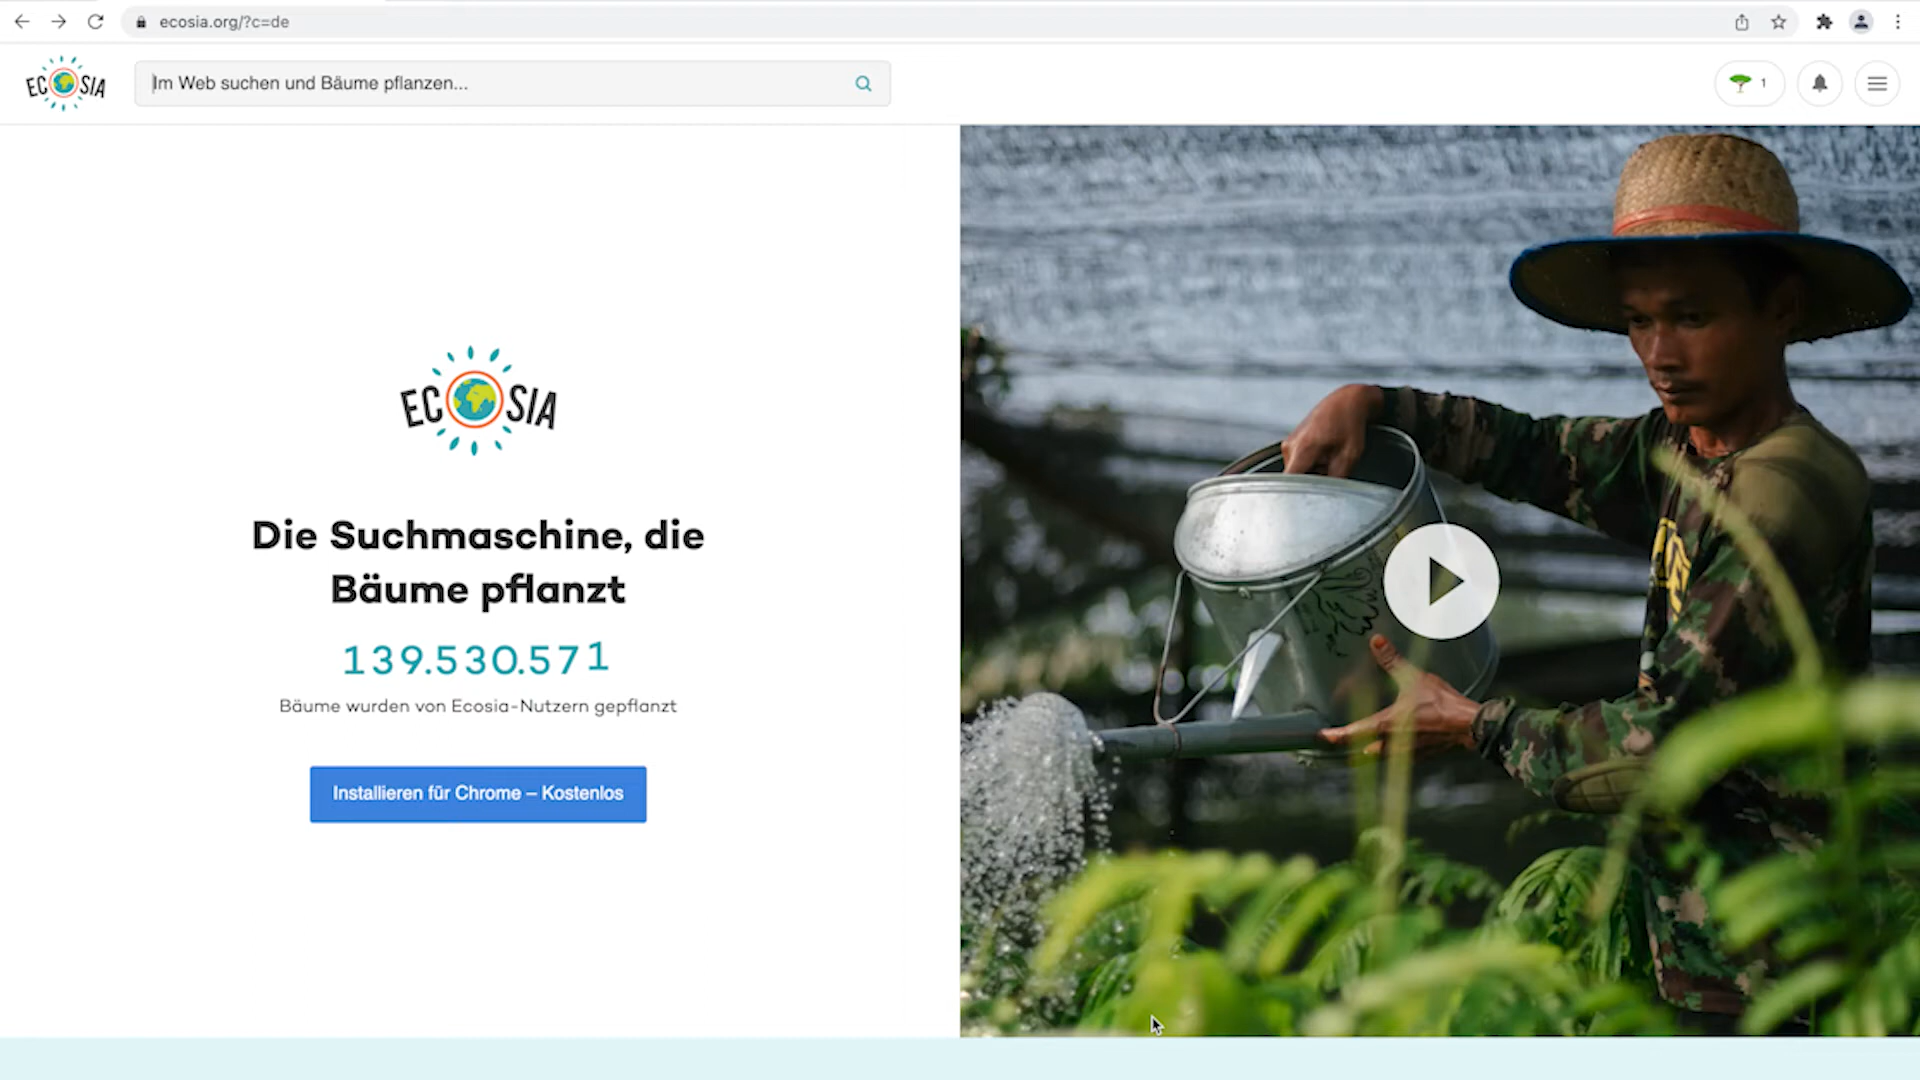 ecosia.org/?c=de
ECOSIA
Im Web suchen und Bäume pflanzen...
1
ECOSIA
Die Suchmaschine, die
Bäume pflanzt
139.530.571
Bäume wurden von Ecosia-Nutzern gepflanzt
Installieren für Chrome – Kostenlos